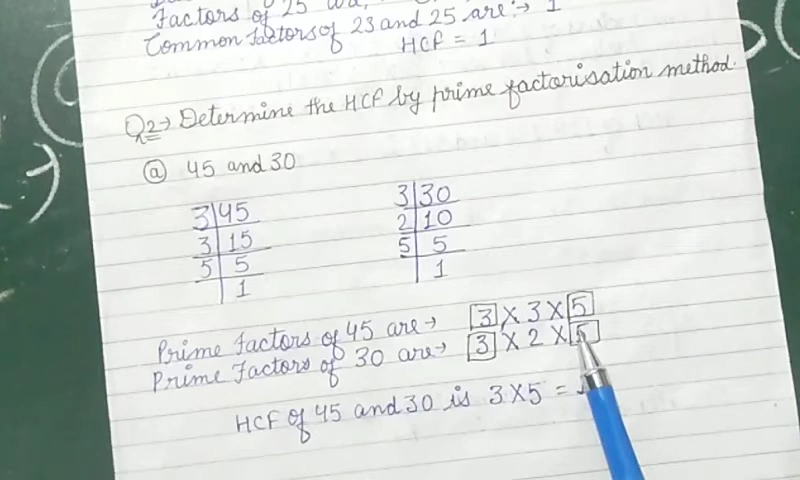 Factors of 25
Common factors of 23 and 25 are:→ 1
HCF = 1
Q2→ Determine the HCF by prime factorisation method.
ⓐ 45 and 30
3 | 45
3 | 15
5 | 5
1
3 | 30
2 | 10
5 | 5
1
Prime Factors of 45 are→ 3 × 3 × 5
Prime Factors of 30 are→ 3 × 2 × 5
HCF of 45 and 30 is 3×5 =